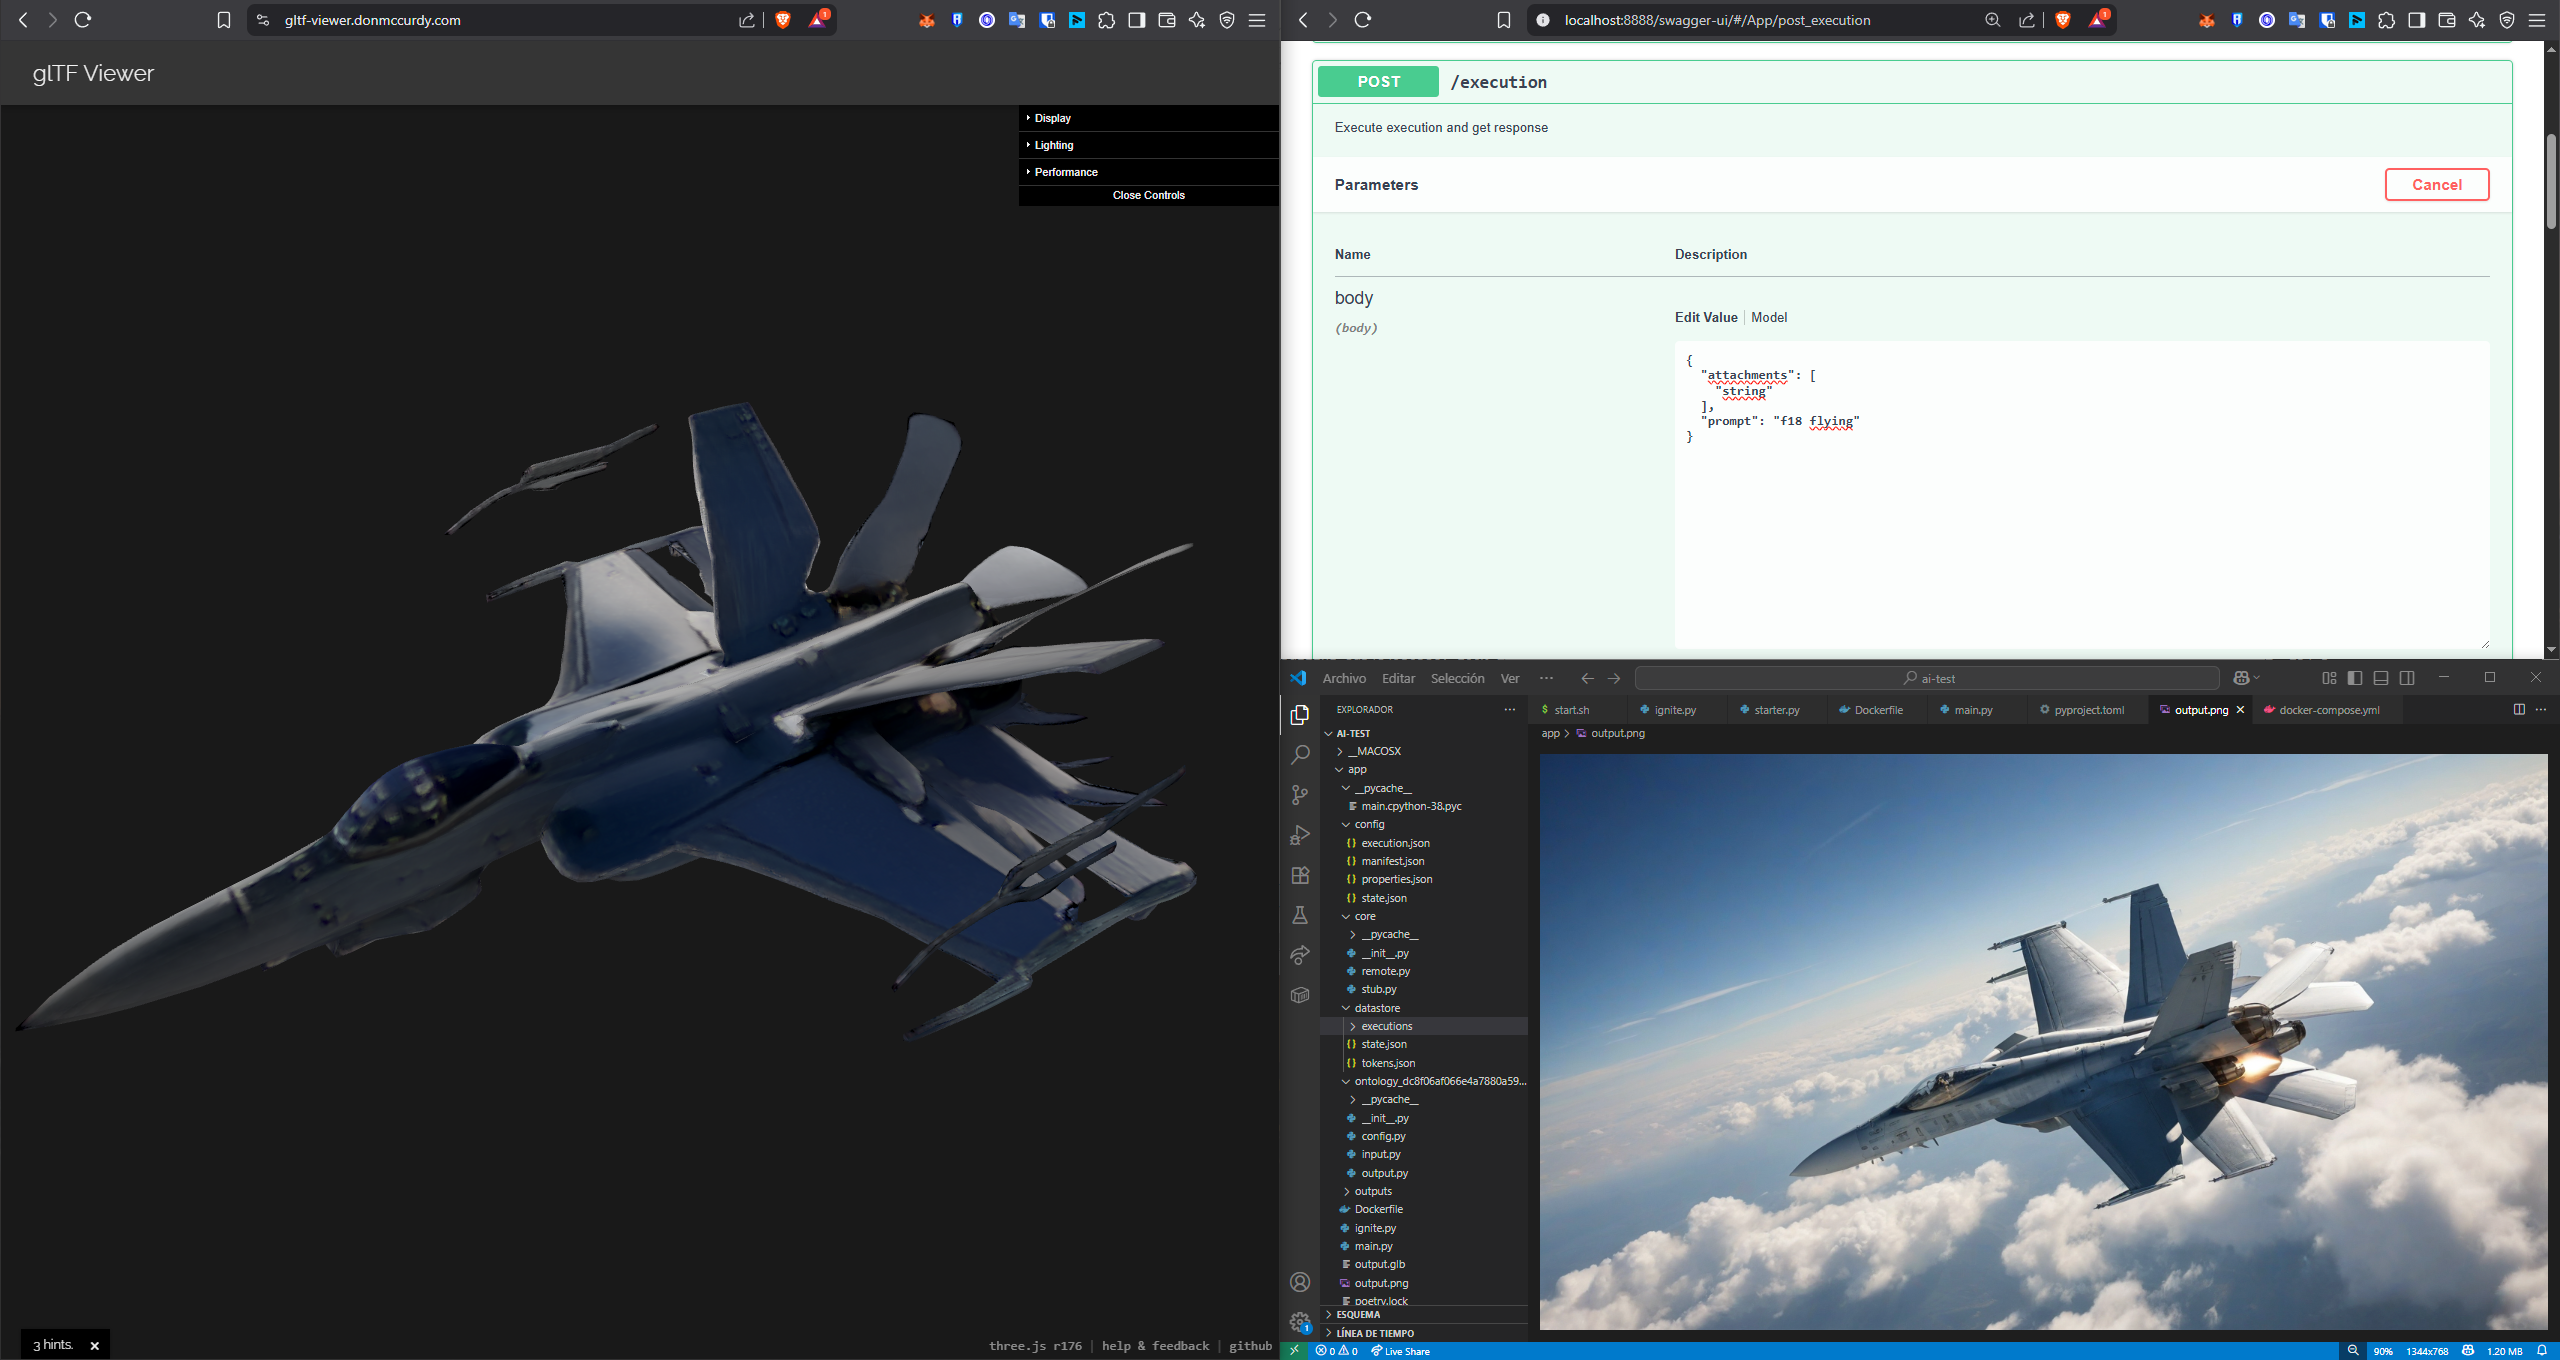 gltf-viewer.donmccurdy.com
1
glTF Viewer
Display
Lighting
Performance
Close Controls
3 hints.
three.js r176 | help & feedback | github
localhost:8888/swagger-ui/#/App/post_execution
1
POST /execution
Execute execution and get response
Parameters
Cancel
Name Description
body
(body)
Edit Value | Model
{
"attachments": [
"string"
],
"prompt": "f18 flying"
}
Archivo Editar Selección Ver ai-test
EXPLORADOR
start.sh ignite.py starter.py Dockerfile main.py pyproject.toml output.png docker-compose.yml
app > output.png
AI-TEST
__MACOSX
app
__pycache__
main.cpython-38.pyc
config
execution.json
manifest.json
properties.json
state.json
core
__pycache__
__init__.py
remote.py
stub.py
datastore
executions
state.json
tokens.json
ontology_dc8f06af066e4a7880a59...
__pycache__
__init__.py
config.py
input.py
output.py
outputs
Dockerfile
ignite.py
main.py
output.glb
output.png
poetry.lock
ESQUEMA
LÍNEA DE TIEMPO
1
0 0 Live Share 90% 1344x768 1.20 MB